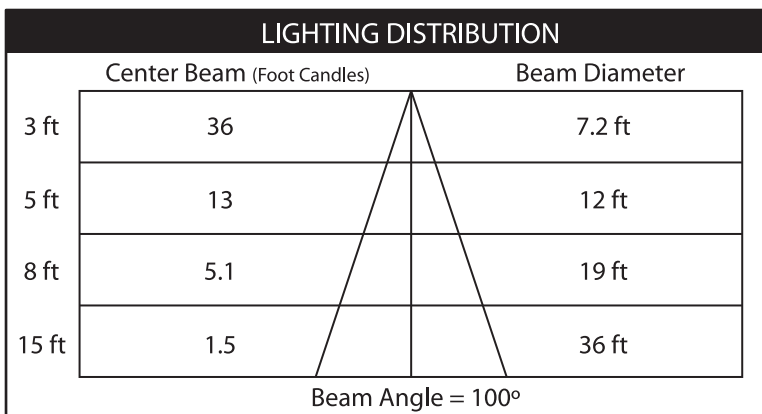 LIGHTING DISTRIBUTION
Center Beam (Foot Candles) Beam Diameter
3 ft 36 7.2 ft
5 ft 13 12 ft
8 ft 5.1 19 ft
15 ft 1.5 36 ft
Beam Angle = 100º